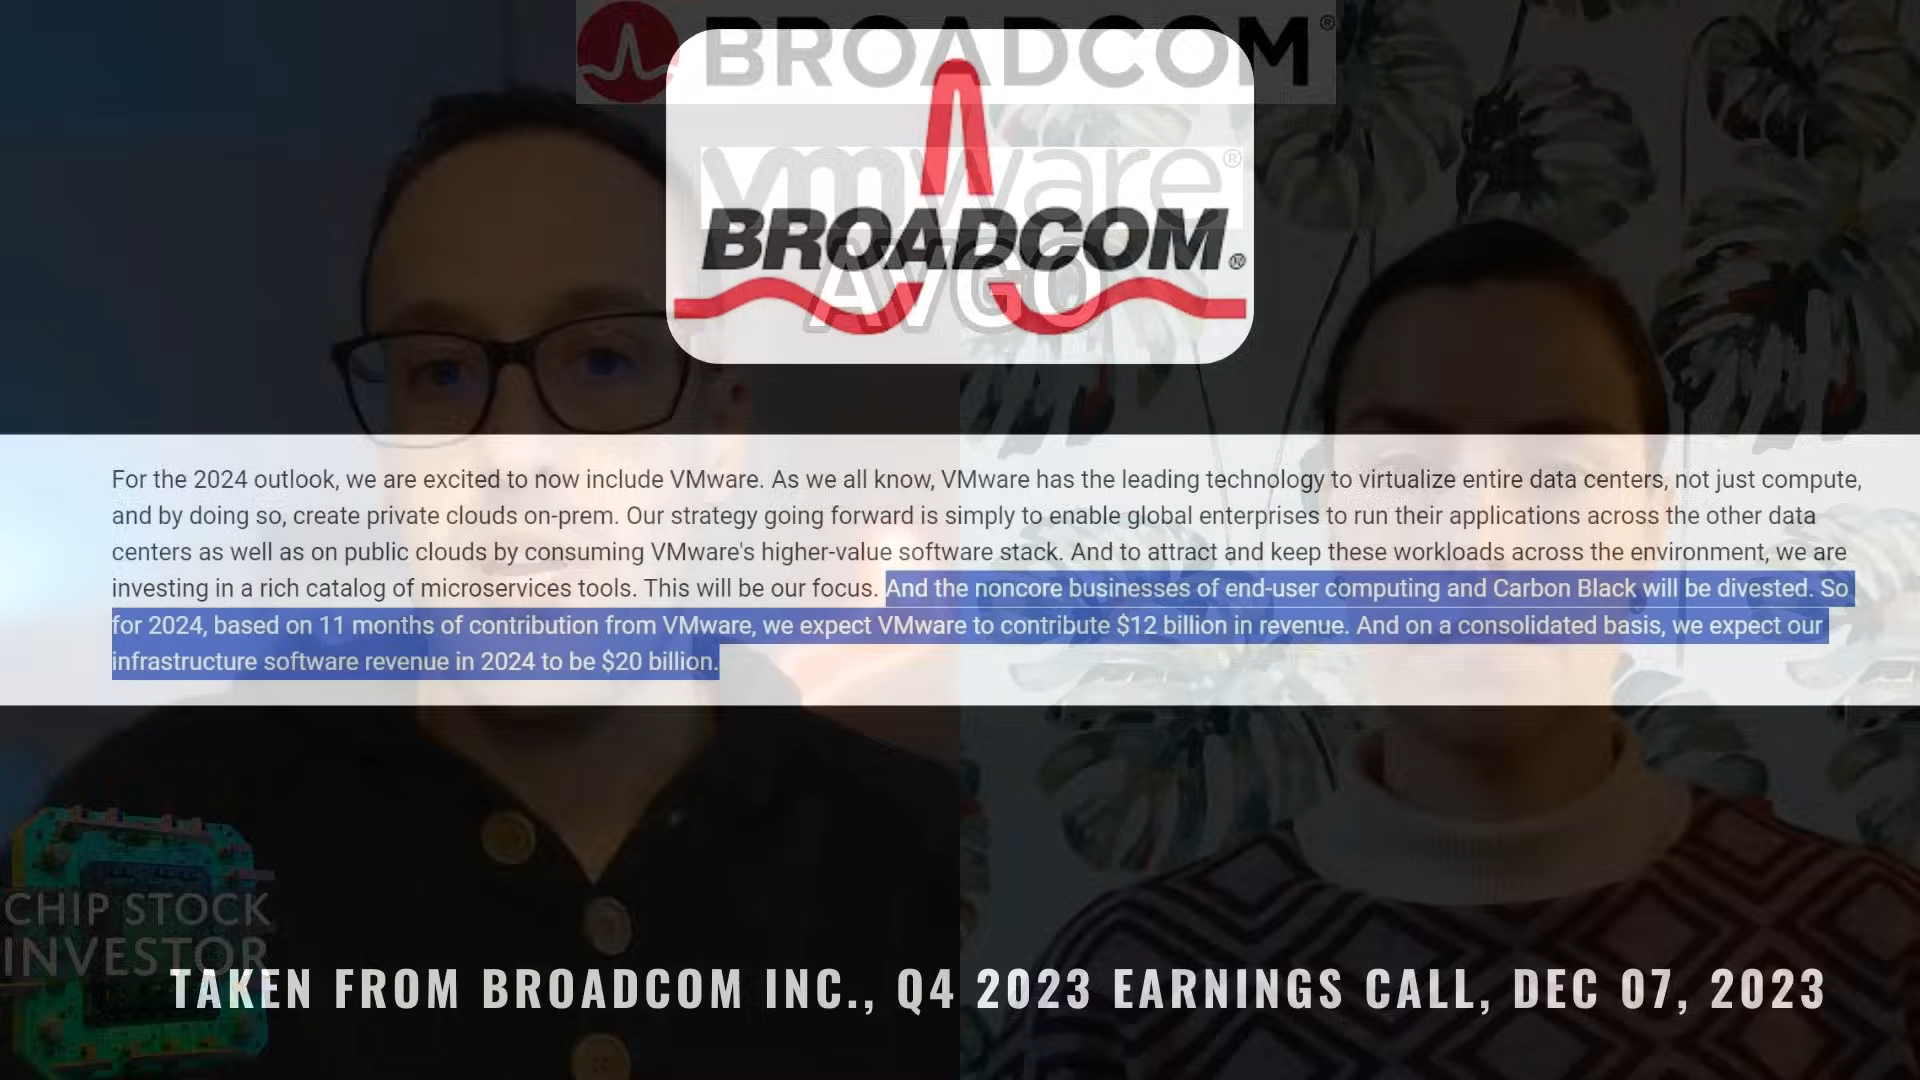 BROADCOM®
vmware®
BROADCOM®
AVGO
For the 2024 outlook, we are excited to now include VMware. As we all know, VMware has the leading technology to virtualize entire data centers, not just compute,
and by doing so, create private clouds on-prem. Our strategy going forward is simply to enable global enterprises to run their applications across the other data
centers as well as on public clouds by consuming VMware's higher-value software stack. And to attract and keep these workloads across the environment, we are
investing in a rich catalog of microservices tools. This will be our focus. And the noncore businesses of end-user computing and Carbon Black will be divested. So
for 2024, based on 11 months of contribution from VMware, we expect VMware to contribute $12 billion in revenue. And on a consolidated basis, we expect our
infrastructure software revenue in 2024 to be $20 billion.
CHIP STOCK
INVESTOR
TAKEN FROM BROADCOM INC., Q4 2023 EARNINGS CALL, DEC 07, 2023